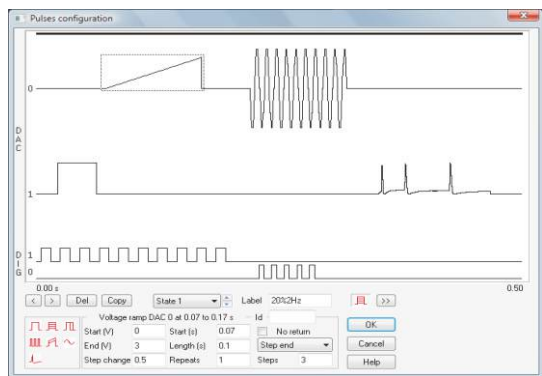 Pulses configuration
0
D
A
C
1
D 1
I
G 0
0.00 s 0.50
< > Del Copy State 1 Label 20%2Hz >>
Voltage ramp DAC 0 at 0.07 to 0.17 s Id
Start (V) 0 Start (s) 0.07 No return OK
End (V) 3 Length (s) 0.1 Step end Cancel
Step change 0.5 Repeats 1 Steps 3 Help